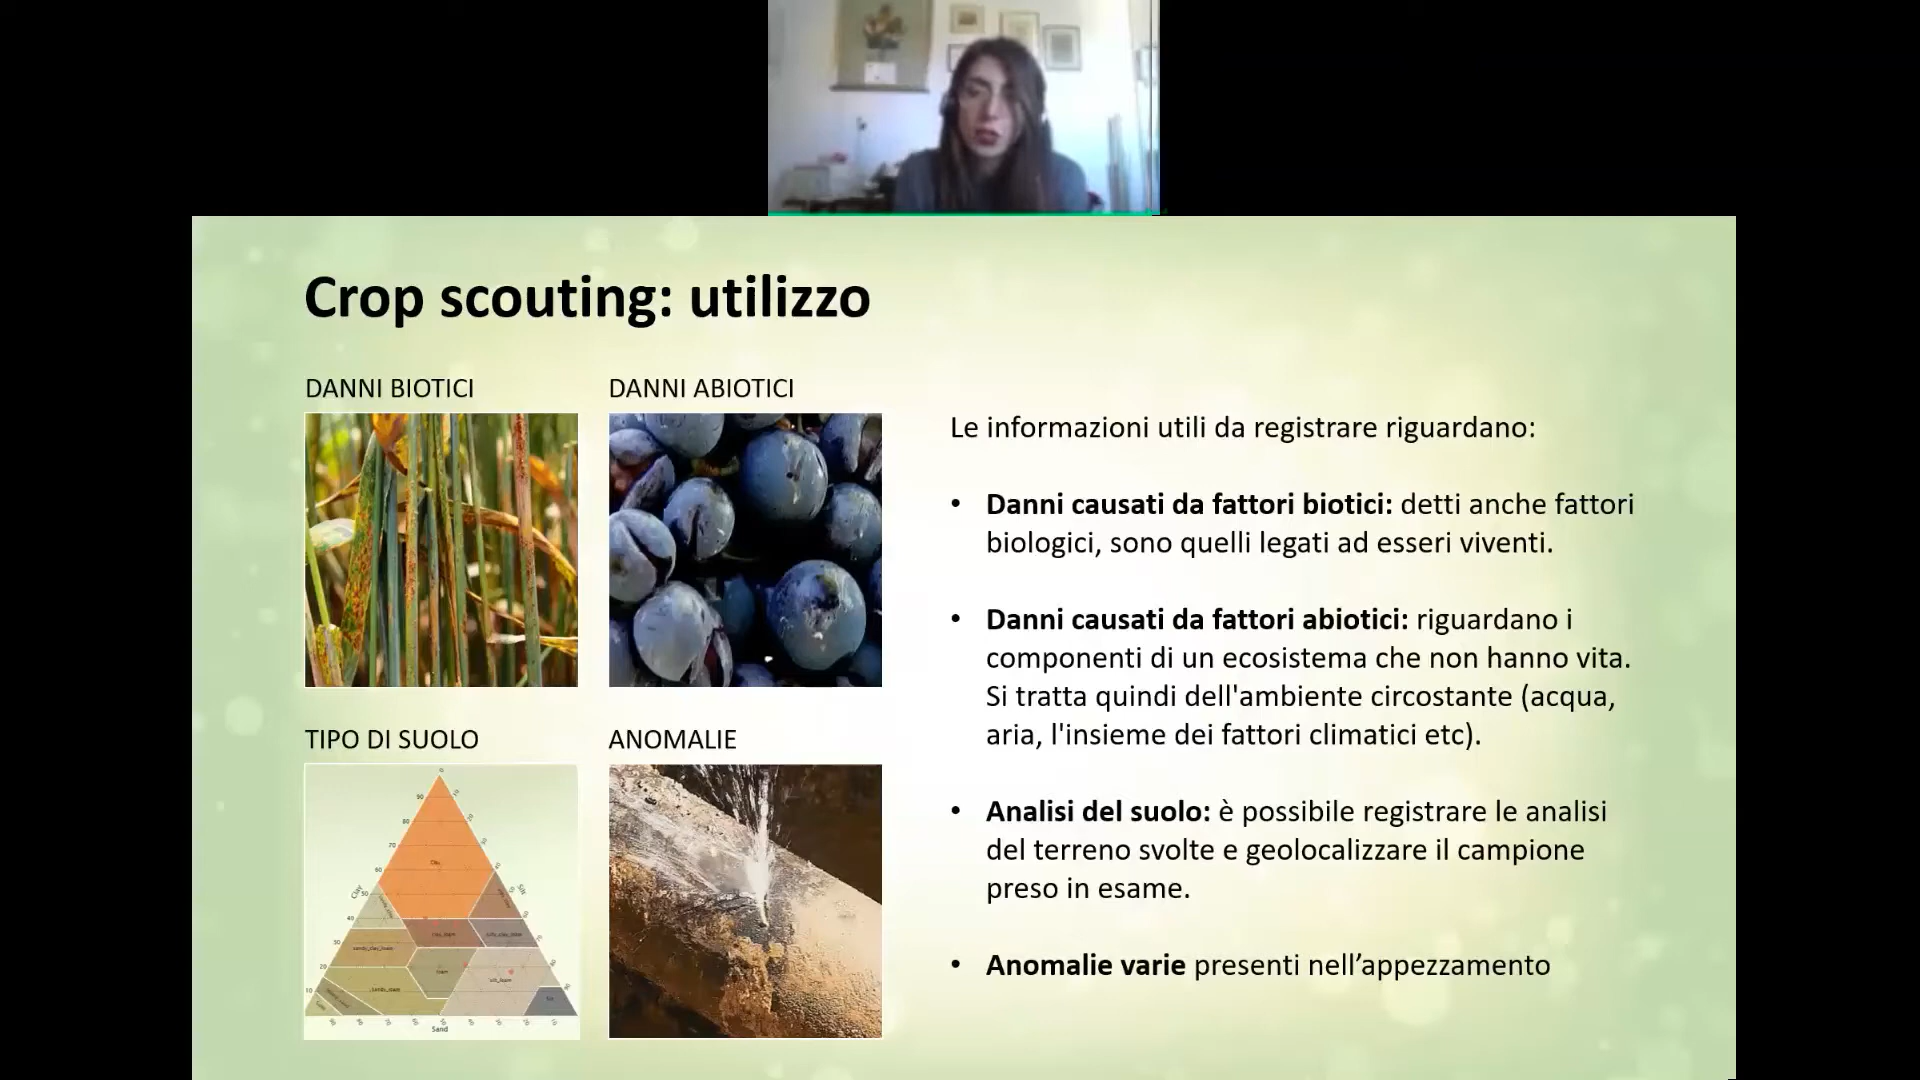 Crop scouting: utilizzo
DANNI BIOTICI
DANNI ABIOTICI
TIPO DI SUOLO
ANOMALIE
Clay
Silt
Sand
Le informazioni utili da registrare riguardano:
• Danni causati da fattori biotici: detti anche fattori
biologici, sono quelli legati ad esseri viventi.
• Danni causati da fattori abiotici: riguardano i
componenti di un ecosistema che non hanno vita.
Si tratta quindi dell'ambiente circostante (acqua,
aria, l'insieme dei fattori climatici etc).
• Analisi del suolo: è possibile registrare le analisi
del terreno svolte e geolocalizzare il campione
preso in esame.
• Anomalie varie presenti nell’appezzamento